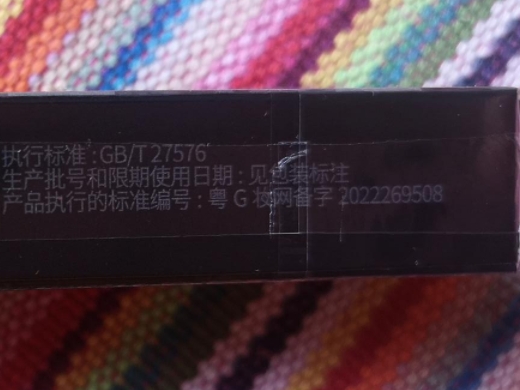 执行标准:GB/T 27576
生产批号和限期使用日期:见包装标注
产品执行的标准编号:粤 G 妆网备字 2022269508